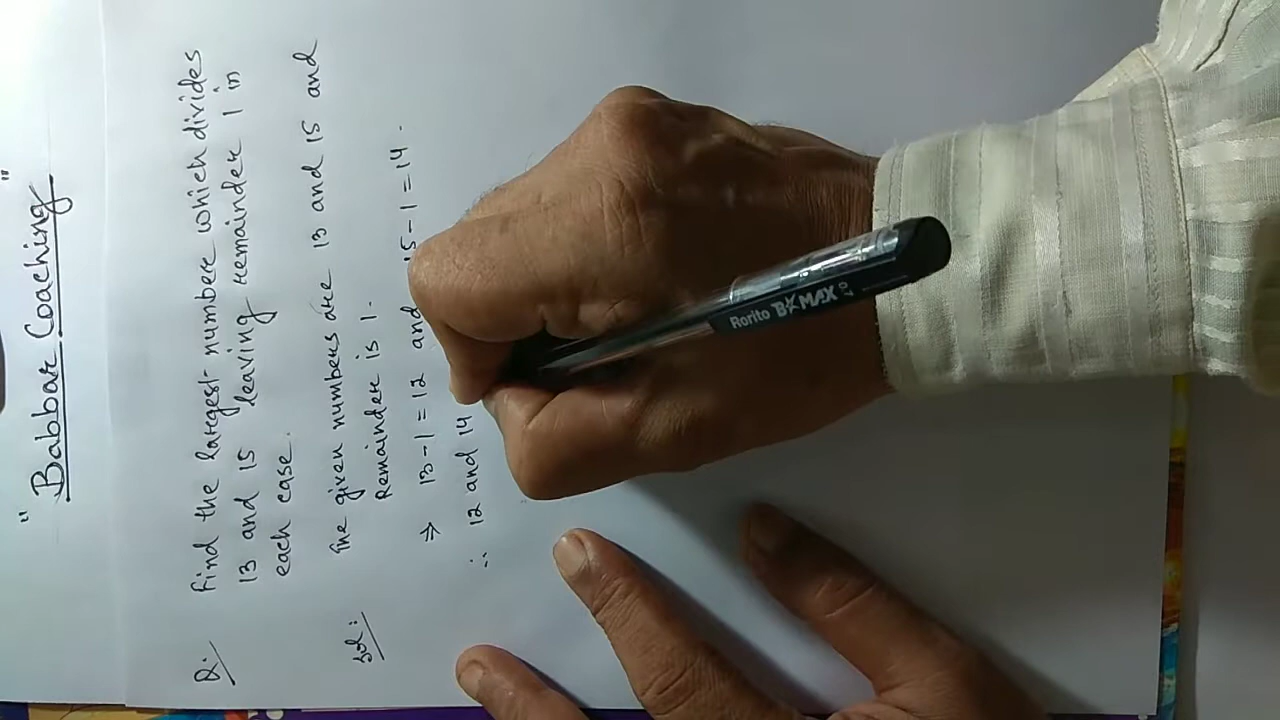 "Babbar Coaching"
Q. Find the largest number which divides
13 and 15 leaving remainder 1 in
each case.
Sol: The given numbers are 13 and 15 and
Remainder is 1.
⇒ 13-1=12 and 15-1=14.
∴ 12 and 14
Rorito B★MAX 0.7